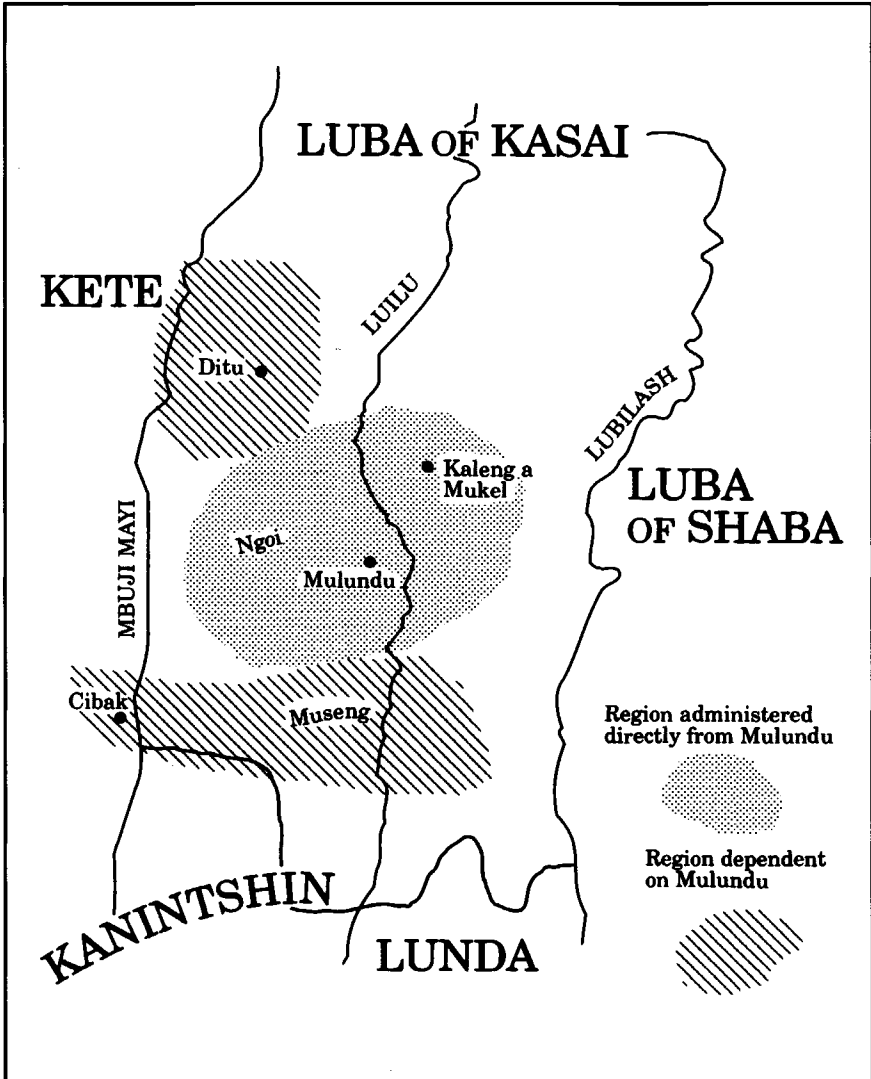 LUBA OF KASAI
KETE
LUILU
Ditu
LUBILASH
Kaleng a
Mukel
LUBA
OF SHABA
Ngoi
MBUJI MAYI
Mulundu
Cibak
Museng
Region administered
directly from Mulundu
Region dependent
on Mulundu
KANINTSHIN
LUNDA